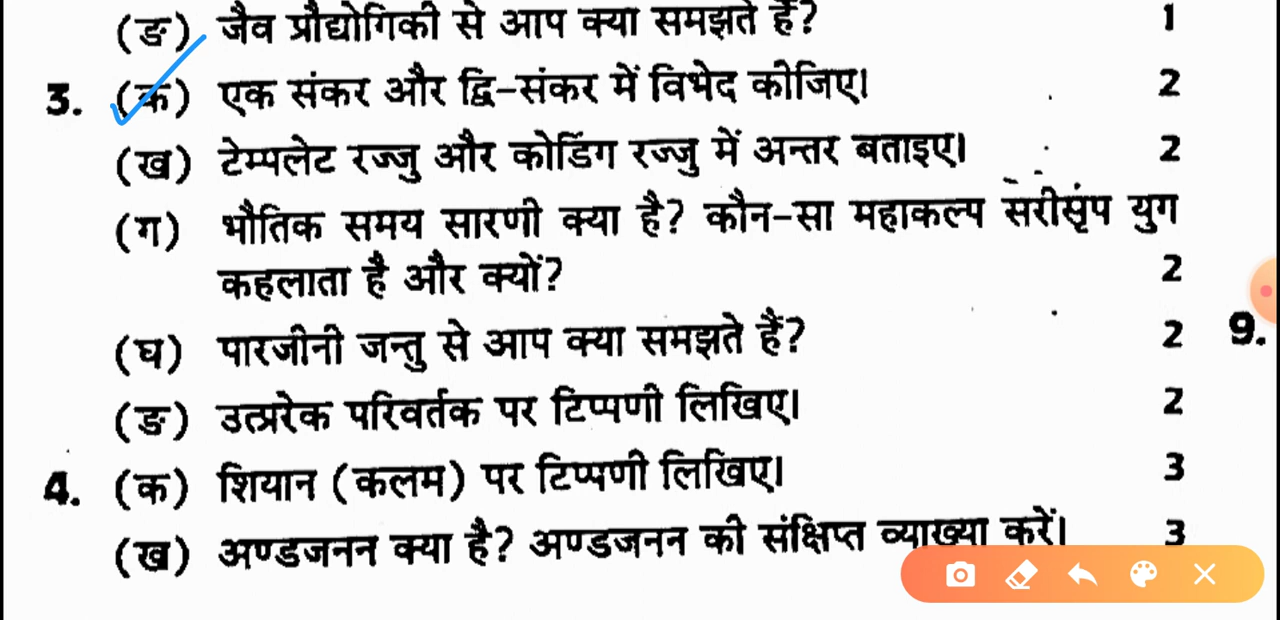 (ङ) जैव प्रौद्योगिकी से आप क्या समझते हैं? 1
3. (क) एक संकर और द्वि-संकर में विभेद कीजिए। 2
(ख) टेम्पलेट रज्जु और कोडिंग रज्जु में अन्तर बताइए। 2
(ग) भौतिक समय सारणी क्या है? कौन-सा महाकल्प सरीसृंप युग
कहलाता है और क्यों? 2
(घ) पारजीनी जन्तु से आप क्या समझते हैं? 2 9.
(ङ) उत्प्ररेक परिवर्तक पर टिप्पणी लिखिए। 2
4. (क) शियान (कलम) पर टिप्पणी लिखिए। 3
(ख) अण्डजनन क्या है? अण्डजनन की संक्षिप्त व्याख्या करें। 3